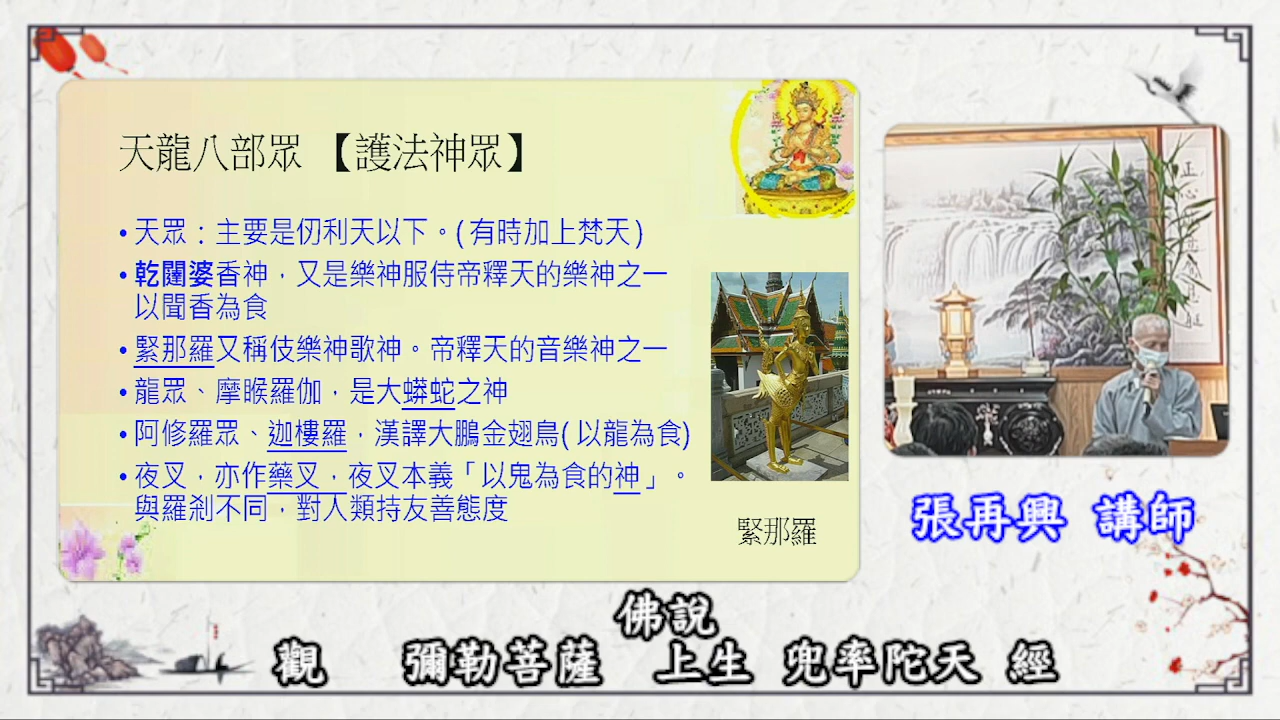 天龍八部眾 【護法神眾】
• 天眾：主要是仞利天以下。(有時加上梵天)
• 乾闥婆香神，又是樂神服侍帝釋天的樂神之一
以聞香為食
• 緊那羅又稱伎樂神歌神。帝釋天的音樂神之一
• 龍眾、摩睺羅伽，是大蟒蛇之神
• 阿修羅眾、迦樓羅，漢譯大鵬金翅鳥(以龍為食)
• 夜叉，亦作藥叉，夜叉本義「以鬼為食的神」。
與羅剎不同，對人類持友善態度
緊那羅
張再興 講師
佛說
觀 彌勒菩薩 上生 兜率陀天 經